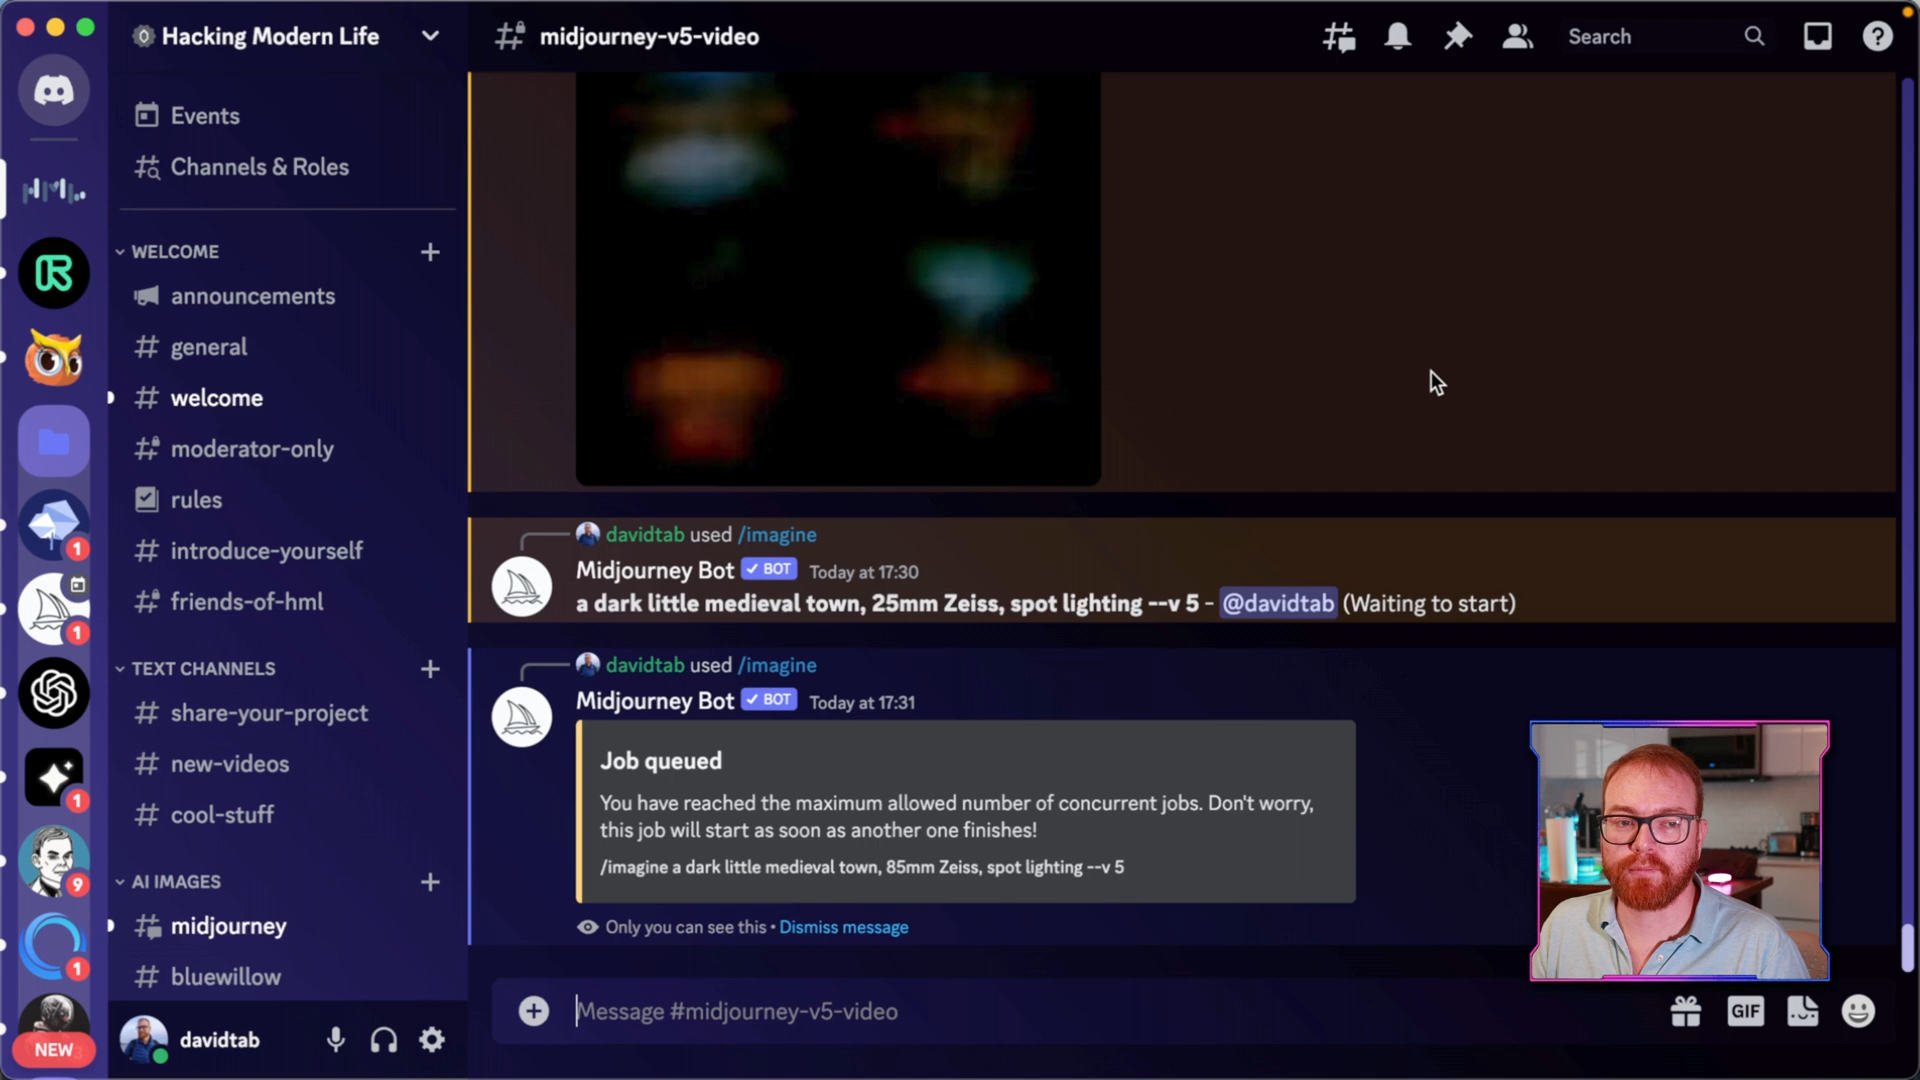 Hacking Modern Life
midjourney-v5-video
Search
Events
Channels & Roles
WELCOME
announcements
general
welcome
moderator-only
rules
introduce-yourself
friends-of-hml
TEXT CHANNELS
share-your-project
new-videos
cool-stuff
AI IMAGES
midjourney
bluewillow
davidtab
1
1
1
9
1
NEW
davidtab used /imagine
Midjourney Bot ✓ BOT Today at 17:30
a dark little medieval town, 25mm Zeiss, spot lighting --v 5 - @davidtab (Waiting to start)
davidtab used /imagine
Midjourney Bot ✓ BOT Today at 17:31
Job queued
You have reached the maximum allowed number of concurrent jobs. Don't worry,
this job will start as soon as another one finishes!
/imagine a dark little medieval town, 85mm Zeiss, spot lighting --v 5
Only you can see this • Dismiss message
Message #midjourney-v5-video
GIF